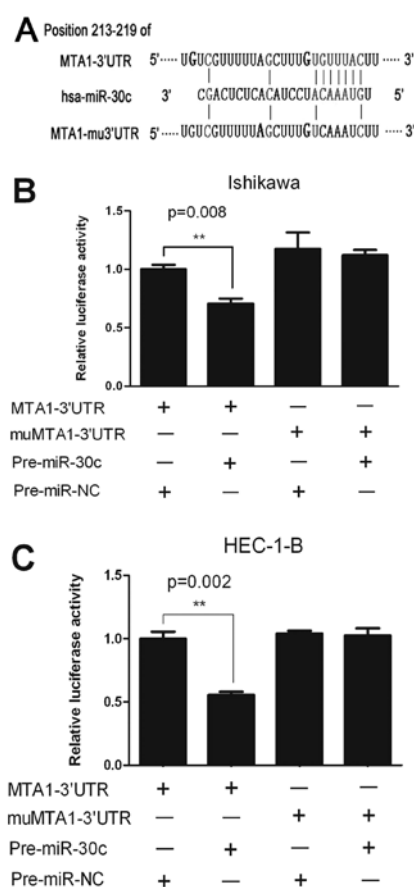 A Position 213-219 of
MTA1-3'UTR 5'····· UGUCGUUUUUAGCUUUGUGUUUACUU ····· 3'
hsa-miR-30c 3' CGACUCUCACAUCCUACAAAUGU 5'
MTA1-mu3'UTR 5'····· UGUCGUUUUUAGCUUUGUCAAAUCUU ····· 3'
B
Ishikawa
Relative luciferase activity
1.5
1.0
0.5
0.0
p=0.008
**
MTA1-3'UTR + + — —
muMTA1-3'UTR — — + +
Pre-miR-30c — + — +
Pre-miR-NC + — + —
C
HEC-1-B
Relative luciferase activity
1.5
1.0
0.5
0.0
p=0.002
**
MTA1-3'UTR + + — —
muMTA1-3'UTR — — + +
Pre-miR-30c — + — +
Pre-miR-NC + — + —